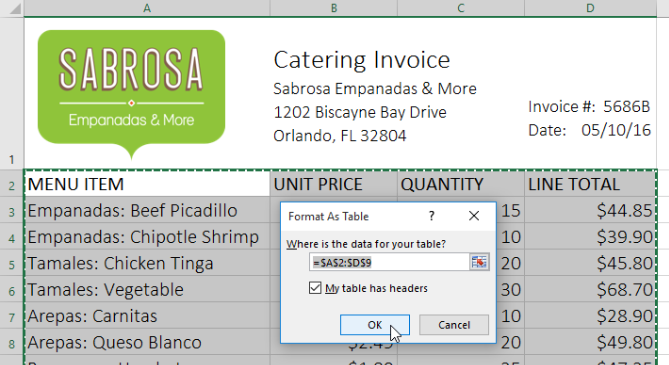 A B C D
SABROSA
Empanadas & More
Catering Invoice
Sabrosa Empanadas & More
1202 Biscayne Bay Drive
Orlando, FL 32804
Invoice #: 5686B
Date: 05/10/16
1
2 MENU ITEM UNIT PRICE QUANTITY LINE TOTAL
3 Empanadas: Beef Picadillo 15 $44.85
4 Empanadas: Chipotle Shrimp 10 $39.90
5 Tamales: Chicken Tinga 20 $45.80
6 Tamales: Vegetable 30 $68.70
7 Arepas: Carnitas 10 $28.90
8 Arepas: Queso Blanco 20 $49.80
Format As Table ? ×
Where is the data for your table?
=$A$2:$D$9
My table has headers
OK Cancel